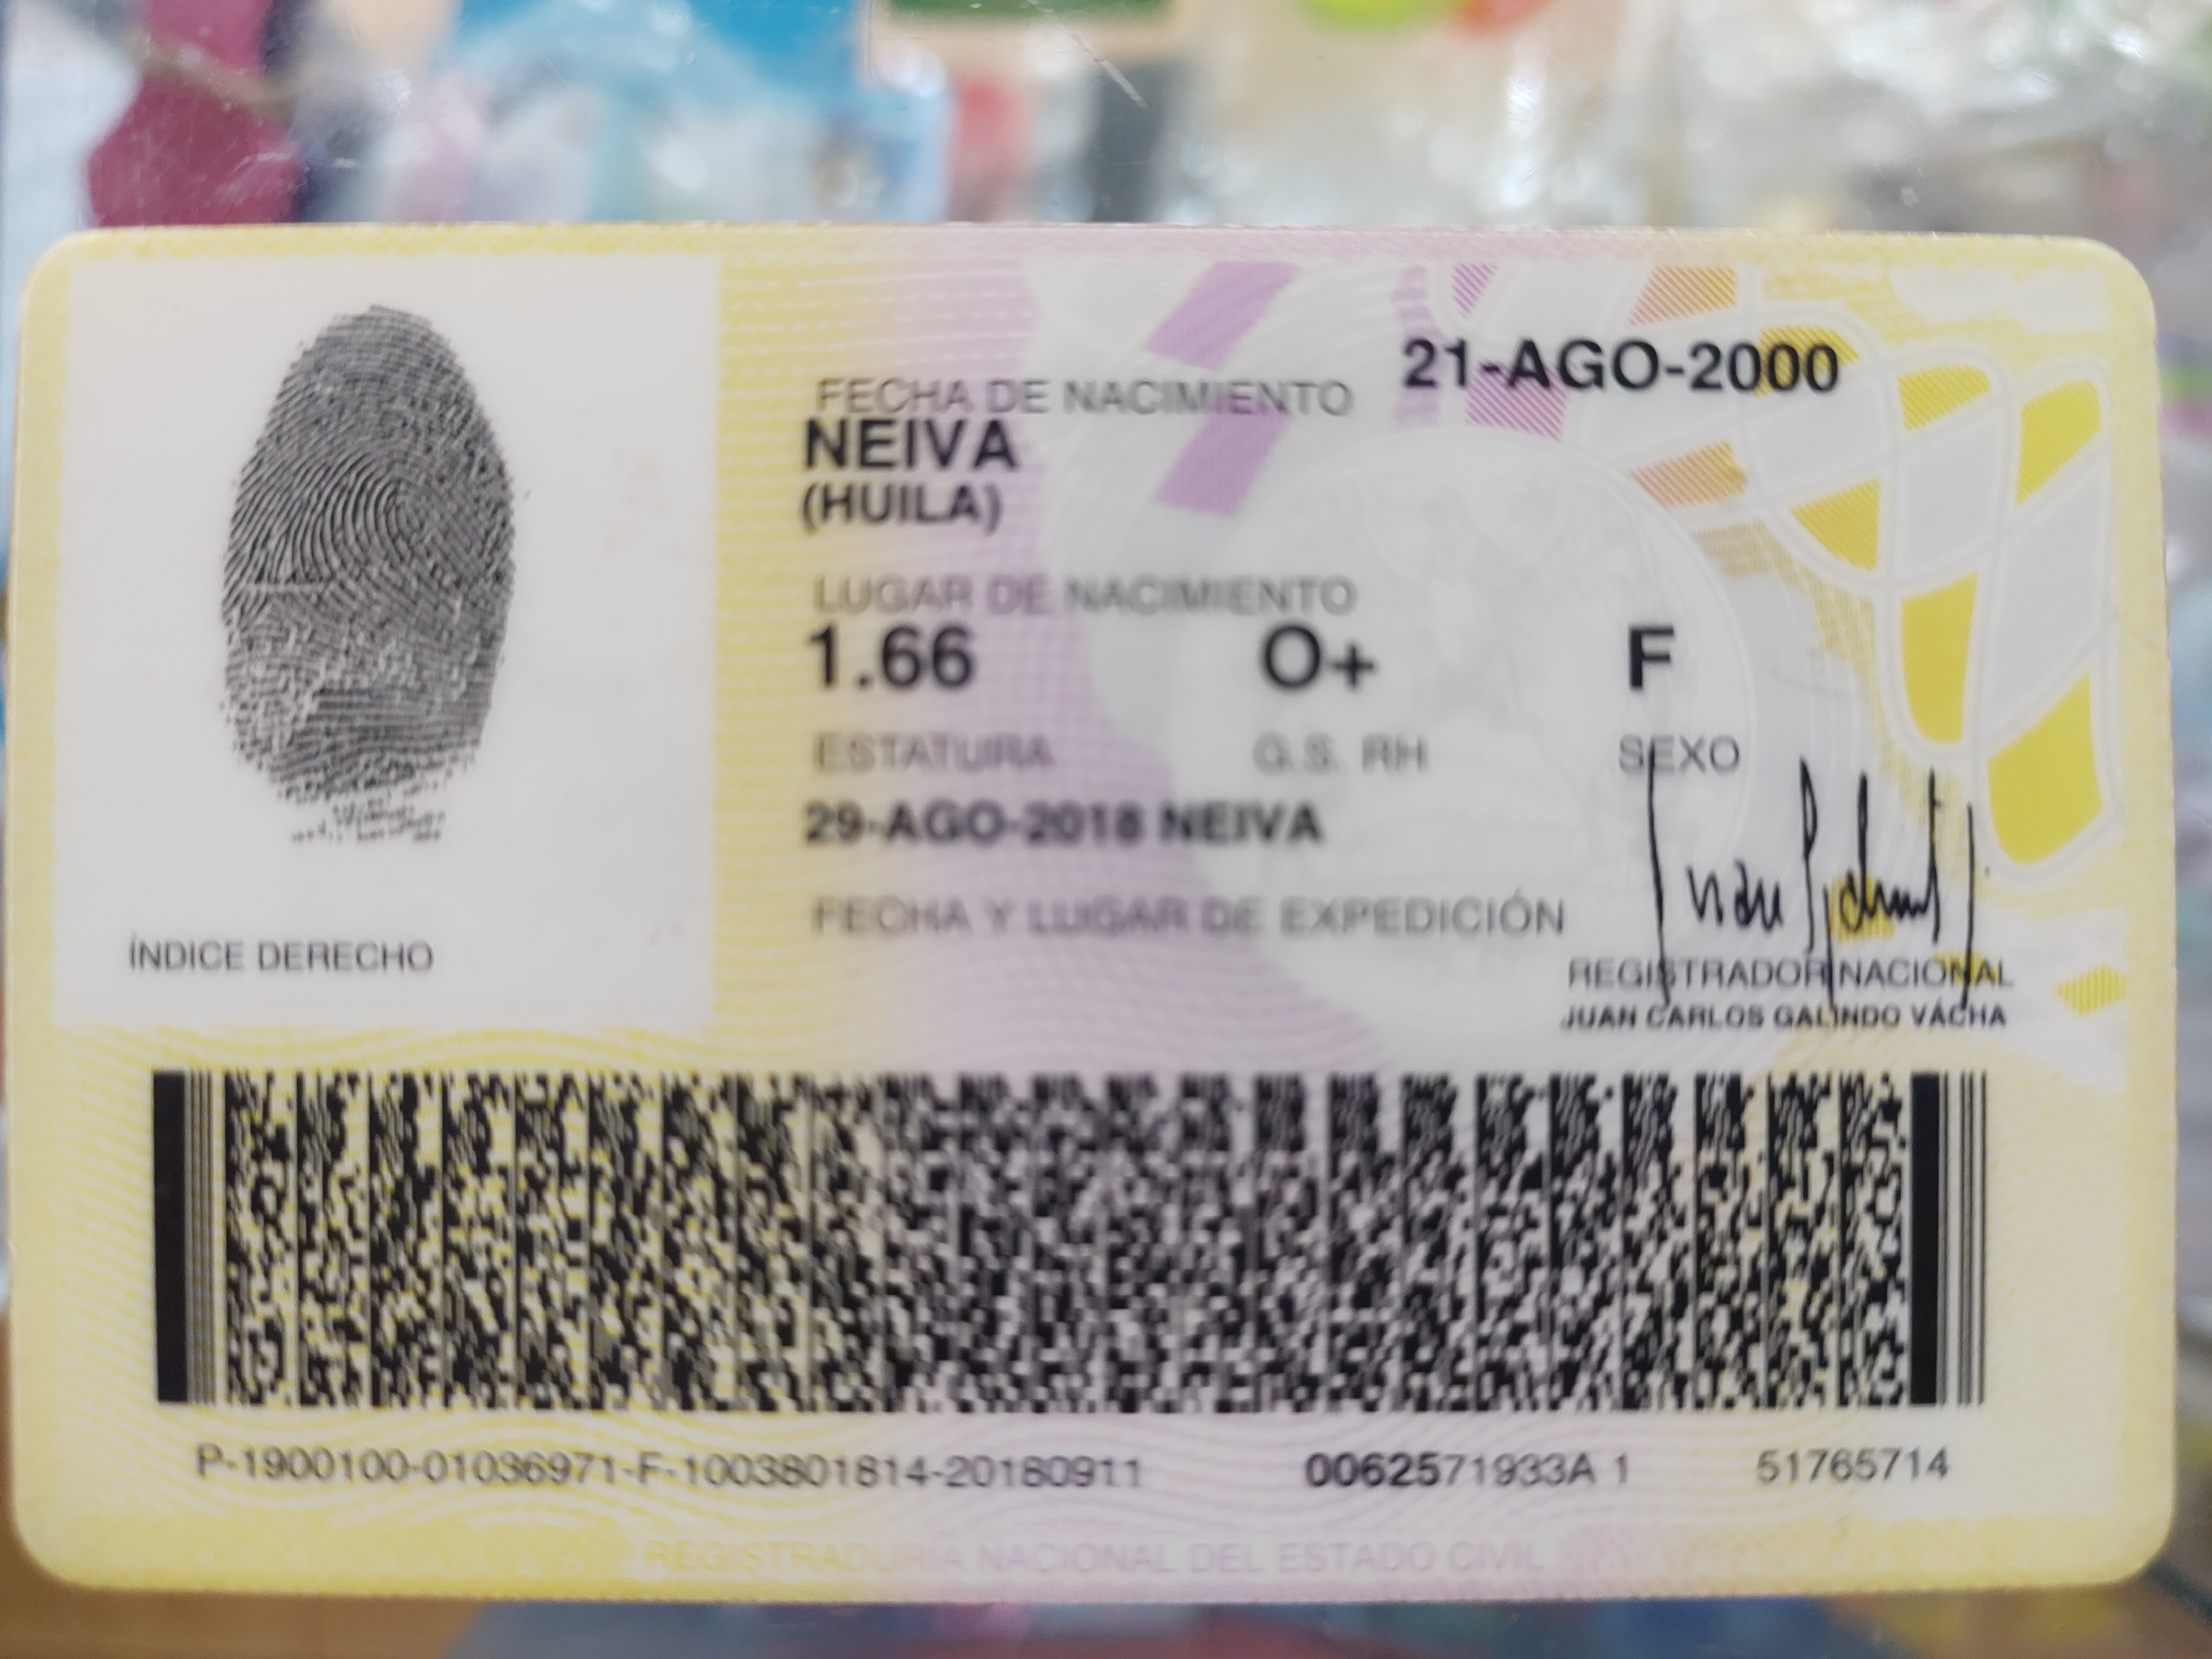 FECHA DE NACIMIENTO 21-AGO-2000
NEIVA
(HUILA)
LUGAR DE NACIMIENTO
1.66 O+ F
ESTATURA G.S. RH SEXO
29-AGO-2018 NEIVA
FECHA Y LUGAR DE EXPEDICIÓN
ÍNDICE DERECHO
REGISTRADOR NACIONAL
JUAN CARLOS GALINDO VÁCHA
P-1900100-01036971-F-1003801814-20180911 0062571933A 1 51765714
REGISTRADURIA NACIONAL DEL ESTADO CIVIL